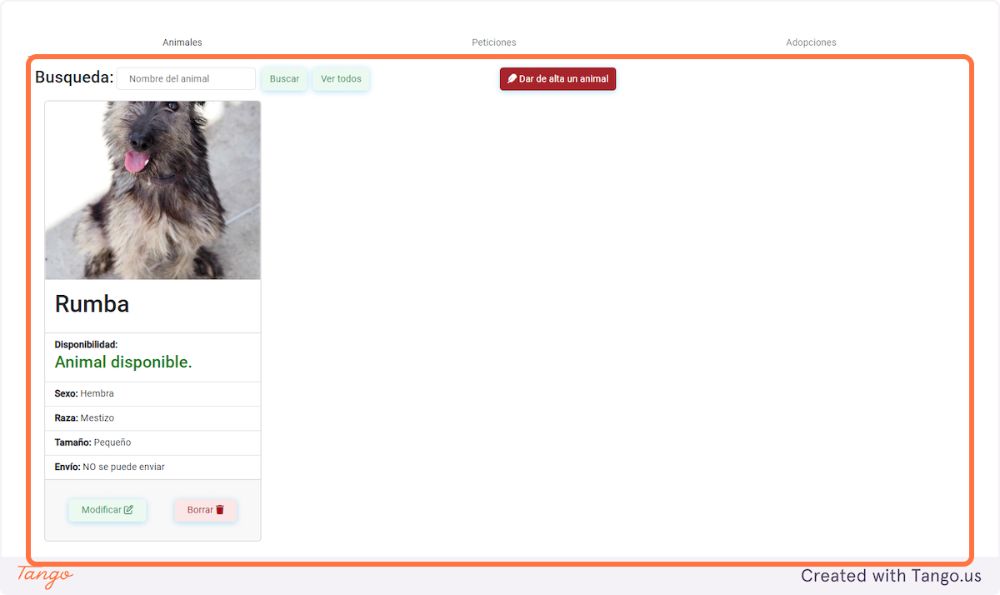 Animales Peticiones Adopciones
Busqueda: Nombre del animal Buscar Ver todos Dar de alta un animal
Rumba
Disponibilidad:
Animal disponible.
Sexo: Hembra
Raza: Mestizo
Tamaño: Pequeño
Envío: NO se puede enviar
Modificar Borrar
Tango Created with Tango.us